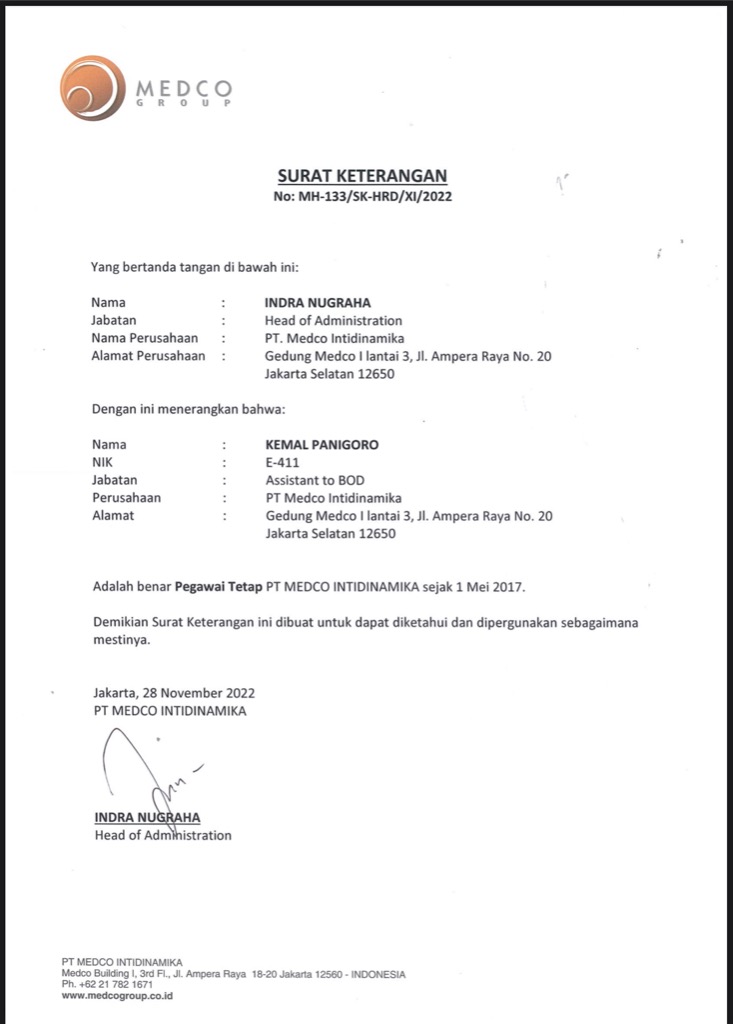 MEDCO
GROUP
SURAT KETERANGAN
No: MH-133/SK-HRD/XI/2022
Yang bertanda tangan di bawah ini:
Nama : INDRA NUGRAHA
Jabatan : Head of Administration
Nama Perusahaan : PT. Medco Intidinamika
Alamat Perusahaan : Gedung Medco I lantai 3, Jl. Ampera Raya No. 20
Jakarta Selatan 12650
Dengan ini menerangkan bahwa:
Nama : KEMAL PANIGORO
NIK : E-411
Jabatan : Assistant to BOD
Perusahaan : PT Medco Intidinamika
Alamat : Gedung Medco I lantai 3, Jl. Ampera Raya No. 20
Jakarta Selatan 12650
Adalah benar Pegawai Tetap PT MEDCO INTIDINAMIKA sejak 1 Mei 2017.
Demikian Surat Keterangan ini dibuat untuk dapat diketahui dan dipergunakan sebagaimana
mestinya.
Jakarta, 28 November 2022
PT MEDCO INTIDINAMIKA
INDRA NUGRAHA
Head of Administration
PT MEDCO INTIDINAMIKA
Medco Building I, 3rd Fl., Jl. Ampera Raya 18-20 Jakarta 12560 - INDONESIA
Ph. +62 21 782 1671
www.medcogroup.co.id